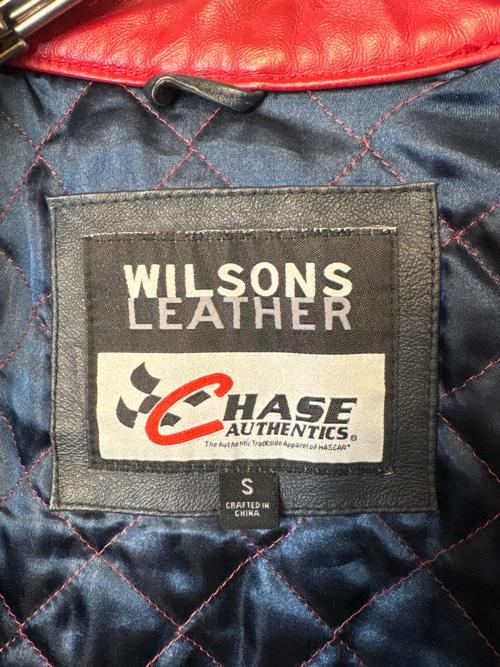 WILSONS
LEATHER
CHASE
AUTHENTICS®
The Authentic Trackside Apparel of NASCAR®
S
CRAFTED IN
CHINA